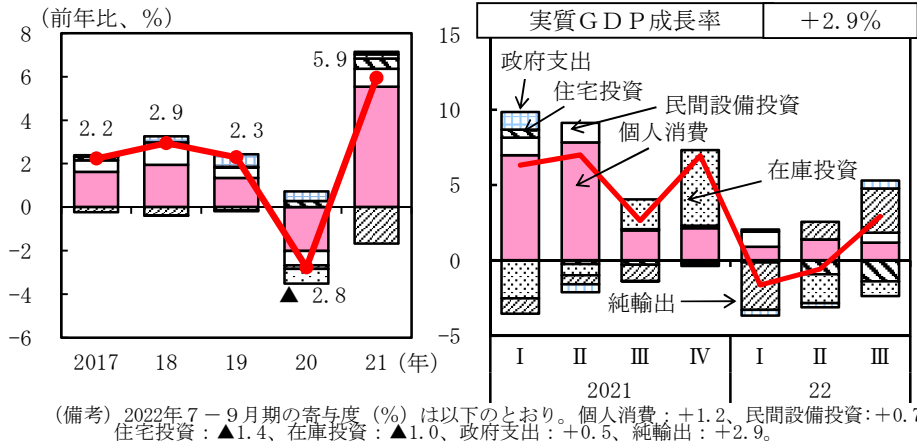 (前年比、%)
8
6
4
2
0
−2
−4
−6
2.2
2.9
2.3
▲ 2.8
5.9
2017 18 19 20 21 (年)
実質GDP成長率 +2.9%
15
10
5
0
−5
政府支出
住宅投資
民間設備投資
個人消費
在庫投資
純輸出
Ⅰ Ⅱ Ⅲ Ⅳ Ⅰ Ⅱ Ⅲ
2021 22
(備考) 2022年7-9月期の寄与度 (%) は以下のとおり。個人消費:+1.2、民間設備投資:+0.7
住宅投資:▲1.4、在庫投資:▲1.0、政府支出:+0.5、純輸出:+2.9。